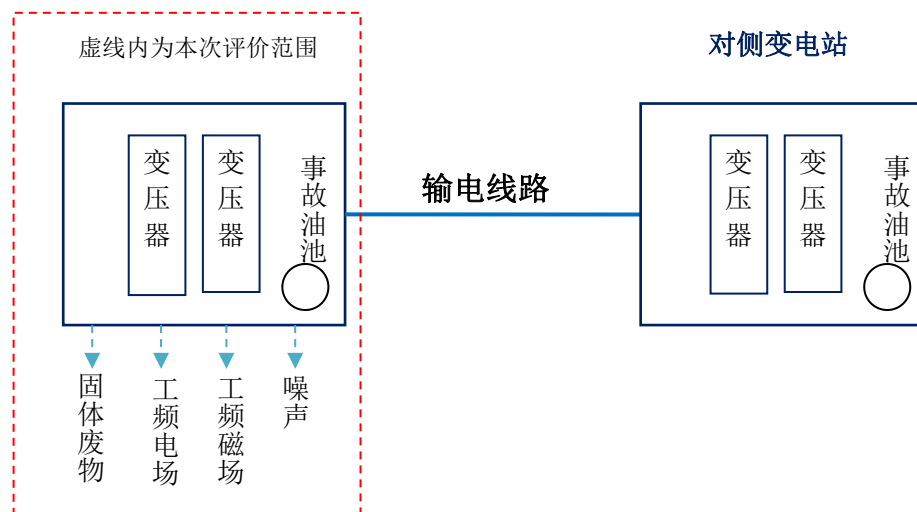 虚线内为本次评价范围
对侧变电站
变压器
变压器
事故油池
输电线路
变压器
变压器
事故油池
固体废物
工频电场
工频磁场
噪声